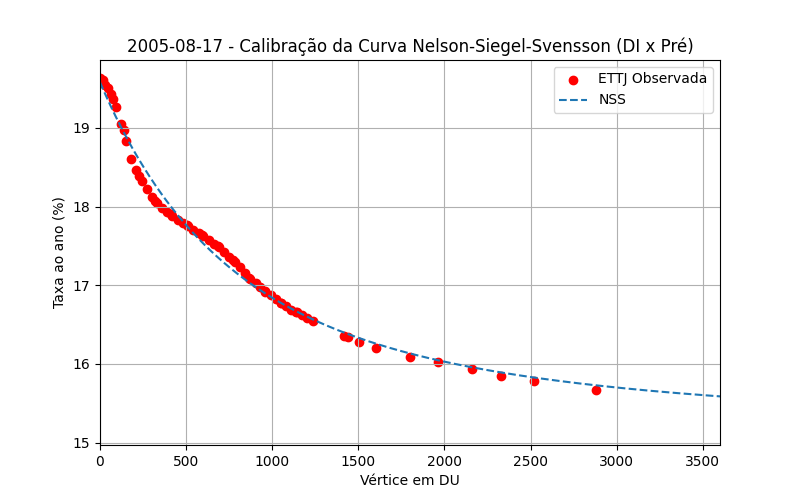 2005-08-17 - Calibração da Curva Nelson-Siegel-Svensson (DI x Pré)
ETTJ Observada
NSS
Taxa ao ano (%)
19
18
17
16
15
0 500 1000 1500 2000 2500 3000 3500
Vértice em DU